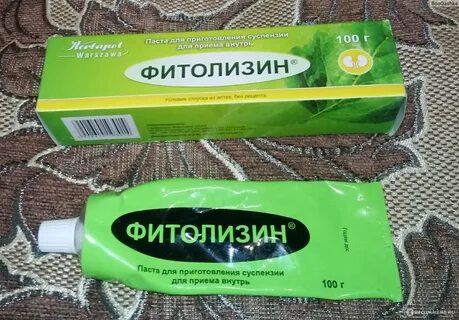 Herbapol
Warszawa
Паста для приготовления суспензии
для приема внутрь
100 г
ФИТОЛИЗИН®
условия отпуска из аптек: без рецепта
ФИТОЛИЗИН®
Паста для приготовления суспензии
для приема внутрь
100 г